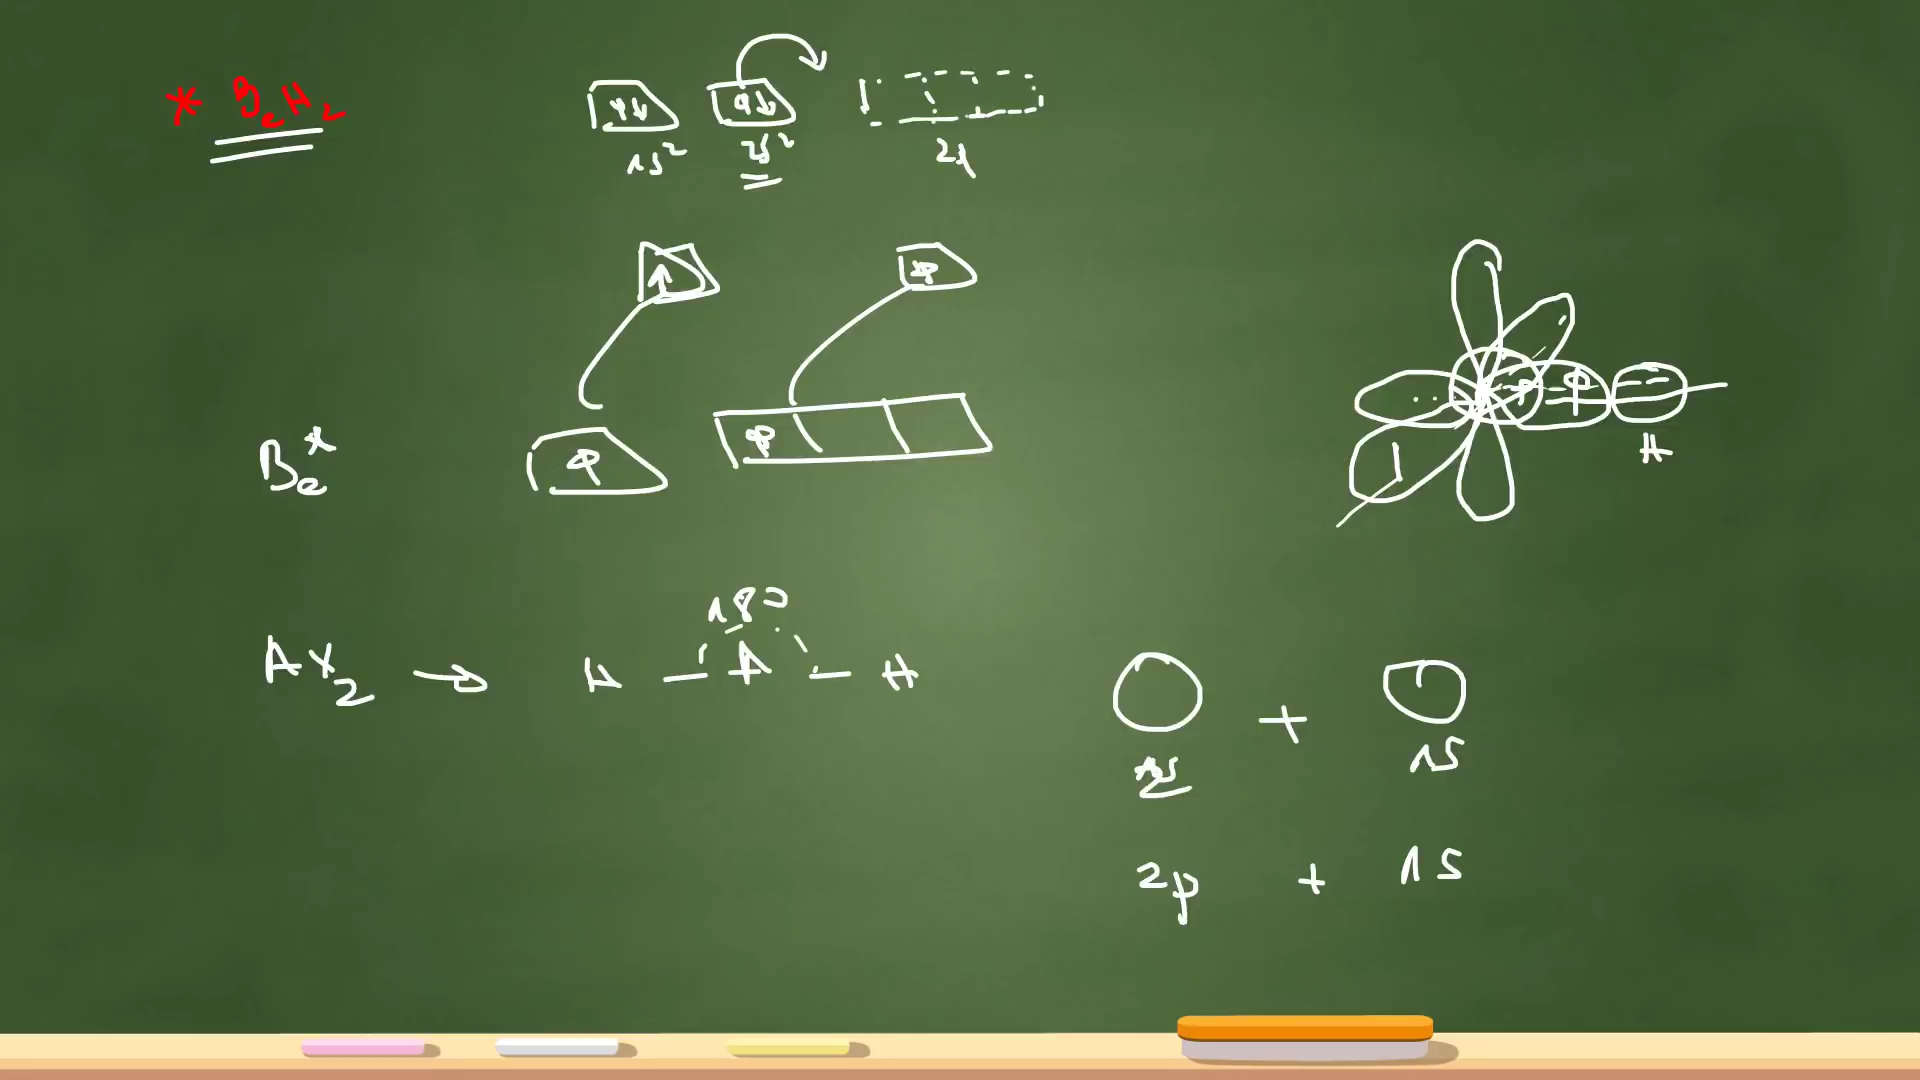 * BeH2
1s² 2s² 2p
Be*
180
AX2 → H — A — H
H
2s + 1s
2p + 1s